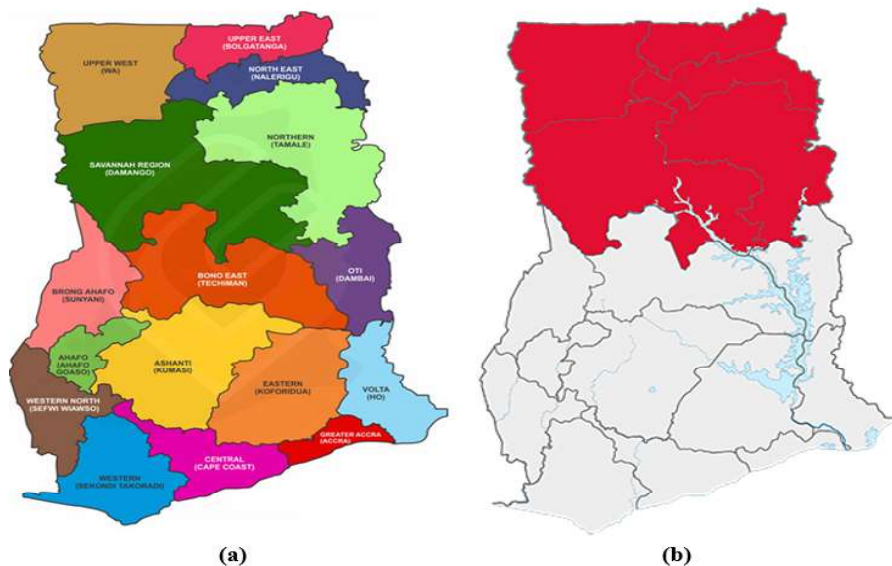 UPPER EAST
(BOLGATANGA)
UPPER WEST
(WA)
NORTH EAST
(NALERIGU)
NORTHERN
(TAMALE)
SAVANNAH REGION
(DAMANGO)
OTI
(DAMBAI)
BONO EAST
(TECHIMAN)
BRONG AHAFO
(SUNYANI)
AHAFO
(AHAFO
GOASO)
ASHANTI
(KUMASI)
EASTERN
(KOFORIDUA)
VOLTA
(HO)
WESTERN NORTH
(SEFWI WIAWSO)
GREATER ACCRA
(ACCRA)
CENTRAL
(CAPE COAST)
WESTERN
(SEKONDI TAKORADI)
(a)
(b)